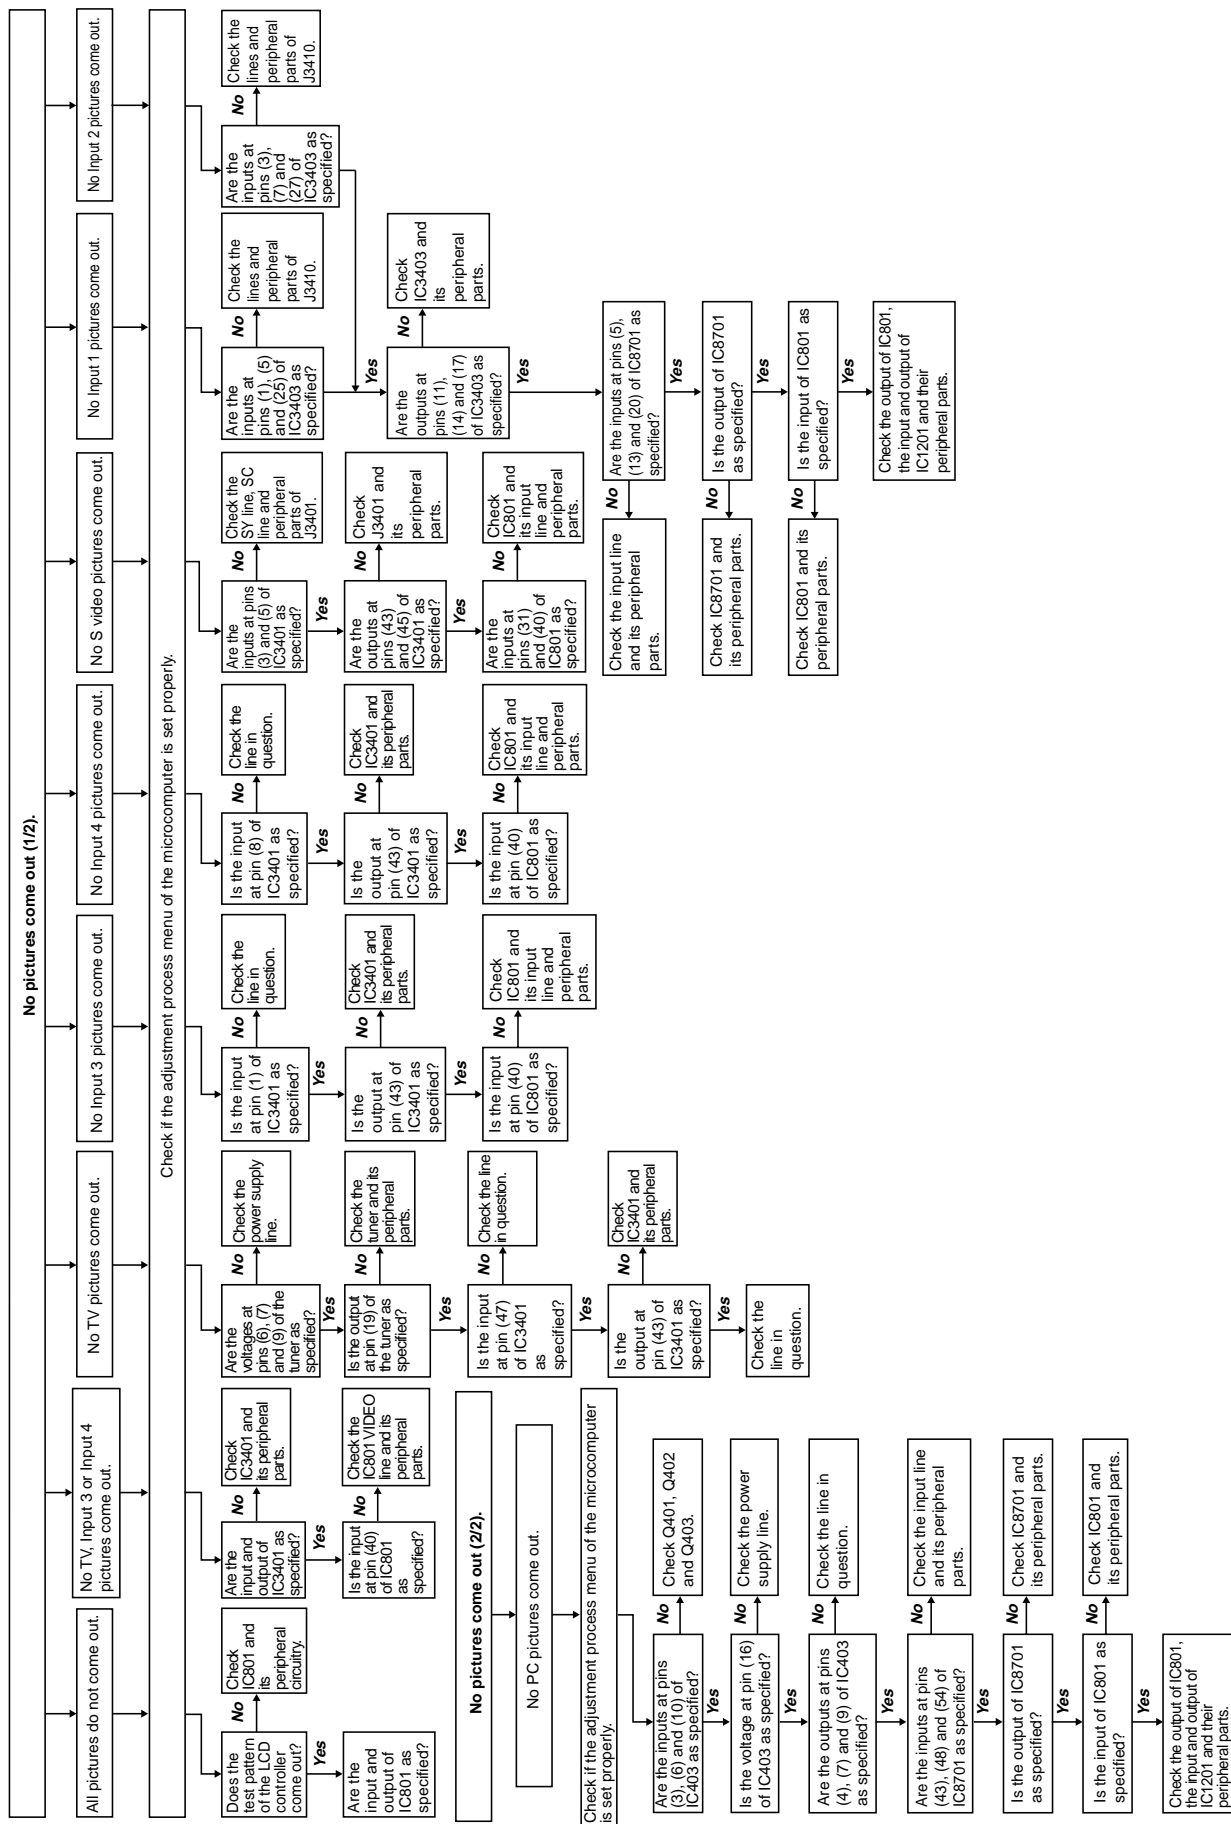 No pictures come out (1/2).
All pictures do not come out.
No TV, Input 3 or Input 4
pictures come out.
No TV pictures come out.
No Input 3 pictures come out.
No Input 4 pictures come out.
No S video pictures come out.
No Input 1 pictures come out.
No Input 2 pictures come out.
Check if the adjustment process menu of the microcomputer is set properly.
Does the
test pattern
of the LCD
controller
come out?
No
Check
IC801 and
its
peripheral
circuitry.
Yes
Are the
input and
output of
IC801 as
specified?
Are the
input and
output of
IC3401 as
specified?
No
Check
IC3401 and
its peripheral
parts.
Yes
Is the input
at pin (40)
of IC801
as
specified?
No
Check the
IC801 VIDEO
line and its
peripheral
parts.
Are the
voltages at
pins (6), (7)
and (9) of the
tuner as
specified?
No
Check the
power supply
line.
Yes
Is the output
at pin (19) of
the tuner as
specified?
No
Check the
tuner and its
peripheral
parts.
Yes
Is the input
at pin (47)
of IC3401
as
specified?
No
Check the line
in question.
Yes
Is the
output at
pin (43) of
IC3401 as
specified?
No
Check
IC3401 and
its peripheral
parts.
Yes
Check the
line in
question.
Is the input
at pin (1) of
IC3401 as
specified?
No
Check the
line in
question.
Yes
Is the
output at
pin (43) of
IC3401 as
specified?
No
Check
IC3401 and
its peripheral
parts.
Yes
Is the input
at pin (40)
of IC801 as
specified?
No
Check
IC801 and
its input
line and
peripheral
parts.
Is the input
at pin (8) of
IC3401 as
specified?
No
Check the
line in
question.
Yes
Is the
output at
pin (43) of
IC3401 as
specified?
No
Check
IC3401 and
its peripheral
parts.
Yes
Is the input
at pin (40)
of IC801 as
specified?
No
Check
IC801 and
its input
line and
peripheral
parts.
Are the
inputs at pins
(3) and (5) of
IC3401 as
specified?
No
Check the
SY line, SC
line and
peripheral
parts of
J3401.
Yes
Are the
outputs at
pins (43)
and (45) of
IC3401 as
specified?
No
Check
J3401 and
its
peripheral
parts.
Yes
Are the
inputs at
pins (31)
and (40) of
IC801 as
specified?
No
Check
IC801 and
its input
line and
peripheral
parts.
Are the
inputs at
pins (1), (5)
and (25) of
IC3403 as
specified?
No
Check the
lines and
peripheral
parts of
J3410.
Yes
Are the
inputs at
pins (3),
(7) and
(27) of
IC3403 as
specified?
No
Check the
lines and
peripheral
parts of
J3410.
Are the
outputs at
pins (11),
(14) and (17)
of IC3403 as
specified?
No
Check
IC3403 and
its
peripheral
parts.
Yes
Are the inputs at pins (5),
(13) and (20) of IC8701 as
specified?
No
Check the input line
and its peripheral
parts.
Yes
Is the output of IC8701
as specified?
No
Check IC8701 and
its peripheral parts.
Yes
Is the input of IC801 as
specified?
No
Check IC801 and its
peripheral parts.
Yes
Check the output of IC801,
the input and output of
IC1201 and their
peripheral parts.
No pictures come out (2/2).
No PC pictures come out.
Check if the adjustment process menu of the microcomputer
is set properly.
Are the inputs at pins
(3), (6) and (10) of
IC403 as specified?
No
Check Q401, Q402
and Q403.
Yes
Is the voltage at pin (16)
of IC403 as specified?
No
Check the power
supply line.
Yes
Are the outputs at pins
(4), (7) and (9) of IC403
as specified?
No
Check the line in
question.
Yes
Are the inputs at pins
(43), (48) and (54) of
IC8701 as specified?
No
Check the input line
and its peripheral
parts.
Yes
Is the output of IC8701
as specified?
No
Check IC8701 and
its peripheral parts.
Yes
Is the input of IC801 as
specified?
No
Check IC801 and
its peripheral parts.
Yes
Check the output of IC801,
the input and output of
IC1201 and their
peripheral parts.